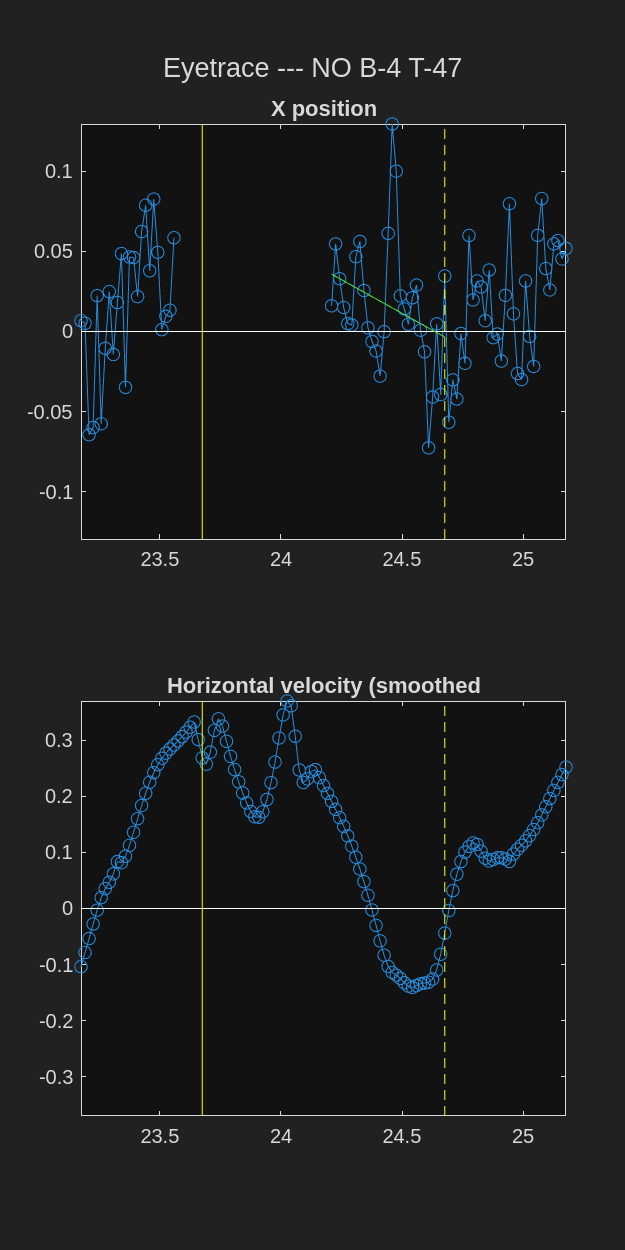 Eyetrace --- NO B-4 T-47
X position
0.1
0.05
0
-0.05
-0.1
23.5 24 24.5 25
Horizontal velocity (smoothed
0.3
0.2
0.1
0
-0.1
-0.2
-0.3
23.5 24 24.5 25